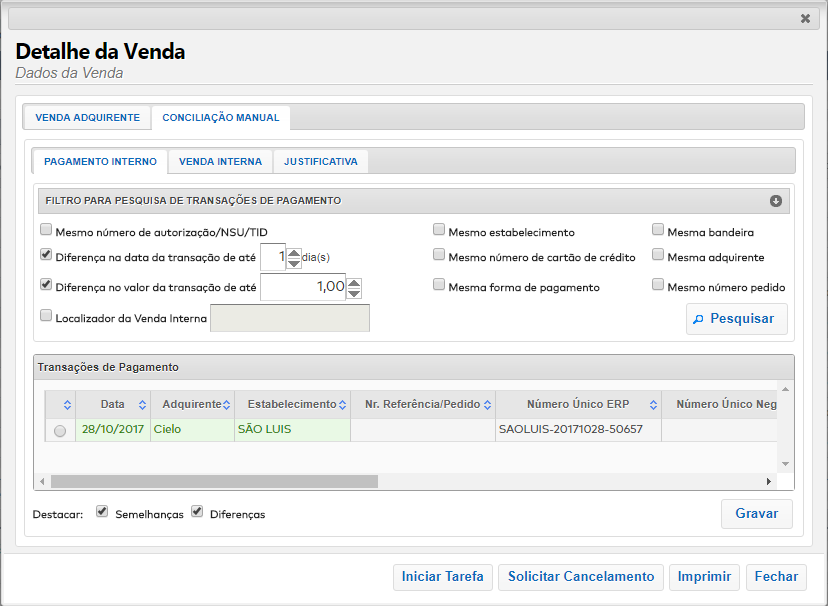 Detalhe da Venda
Dados da Venda
VENDA ADQUIRENTE CONCILIAÇÃO MANUAL
PAGAMENTO INTERNO VENDA INTERNA JUSTIFICATIVA
FILTRO PARA PESQUISA DE TRANSAÇÕES DE PAGAMENTO
Mesmo número de autorização/NSU/TID Mesmo estabelecimento Mesma bandeira
Diferença na data da transação de até 1 dia(s) Mesmo número de cartão de crédito Mesma adquirente
Diferença no valor da transação de até 1,00 Mesma forma de pagamento Mesmo número pedido
Localizador da Venda Interna Pesquisar
Transações de Pagamento
Data Adquirente Estabelecimento Nr. Referência/Pedido Número Único ERP Número Único Neg
28/10/2017 Cielo SÃO LUIS SAOLUIS-20171028-50657
Destacar: Semelhanças Diferenças Gravar
Iniciar Tarefa Solicitar Cancelamento Imprimir Fechar